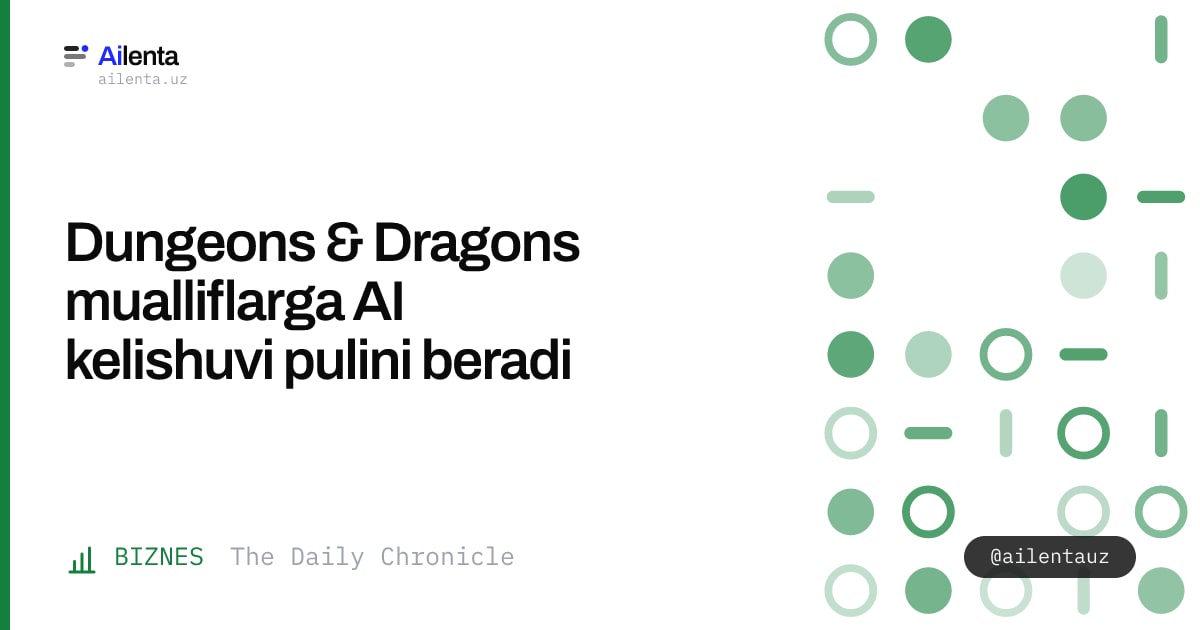 Ailenta
ailenta.uz
Dungeons & Dragons
mualliflarga AI
kelishuvi pulini beradi
BIZNES The Daily Chronicle
@ailentauz